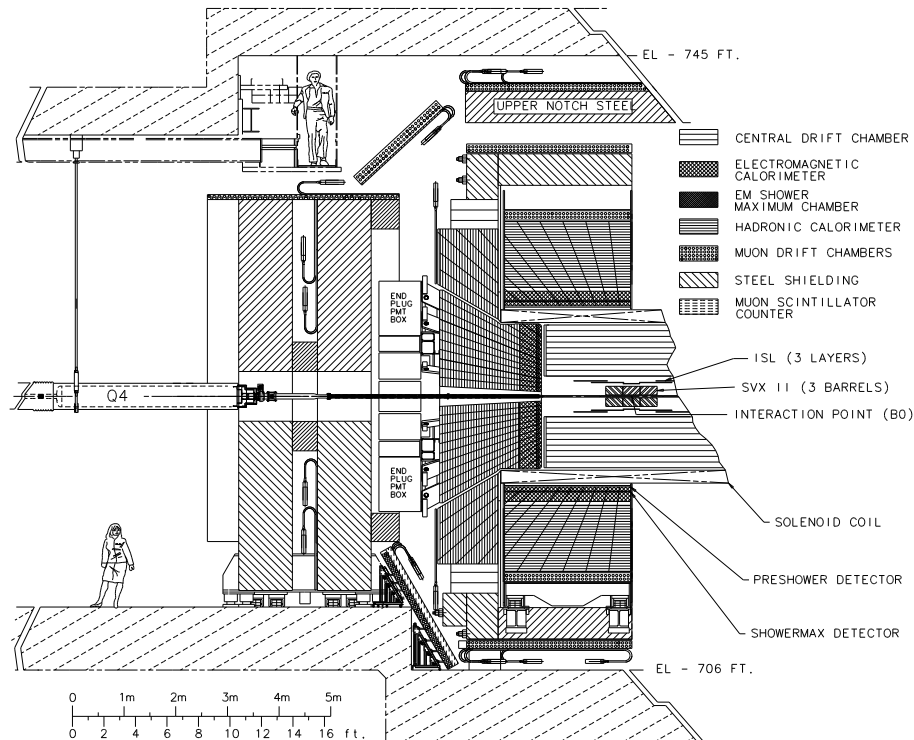 EL - 745 FT.
UPPER NOTCH STEEL
CENTRAL DRIFT CHAMBER
ELECTROMAGNETIC
CALORIMETER
EM SHOWER
MAXIMUM CHAMBER
HADRONIC CALORIMETER
MUON DRIFT CHAMBERS
STEEL SHIELDING
MUON SCINTILLATOR
COUNTER
END
PLUG
PMT
BOX
ISL (3 LAYERS)
SVX II (3 BARRELS)
INTERACTION POINT (B0)
Q4
END
PLUG
PMT
BOX
SOLENOID COIL
PRESHOWER DETECTOR
SHOWERMAX DETECTOR
EL - 706 FT.
0 1m 2m 3m 4m 5m
0 2 4 6 8 10 12 14 16 ft.